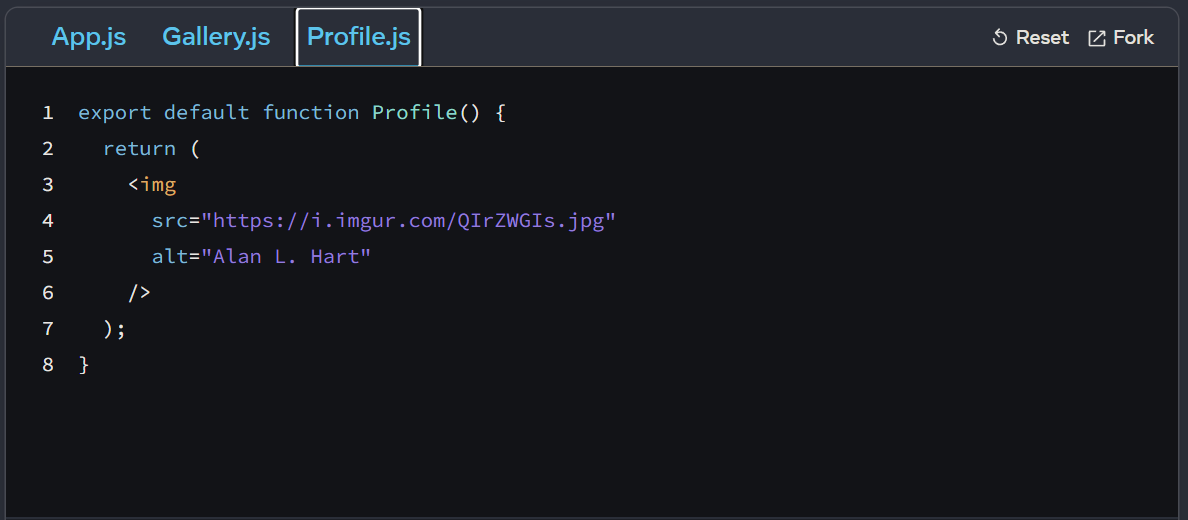 App.js Gallery.js Profile.js Reset Fork
1 export default function Profile() {
2   return (
3     <img
4       src="https://i.imgur.com/QIrZWGIs.jpg"
5       alt="Alan L. Hart"
6     />
7   );
8 }